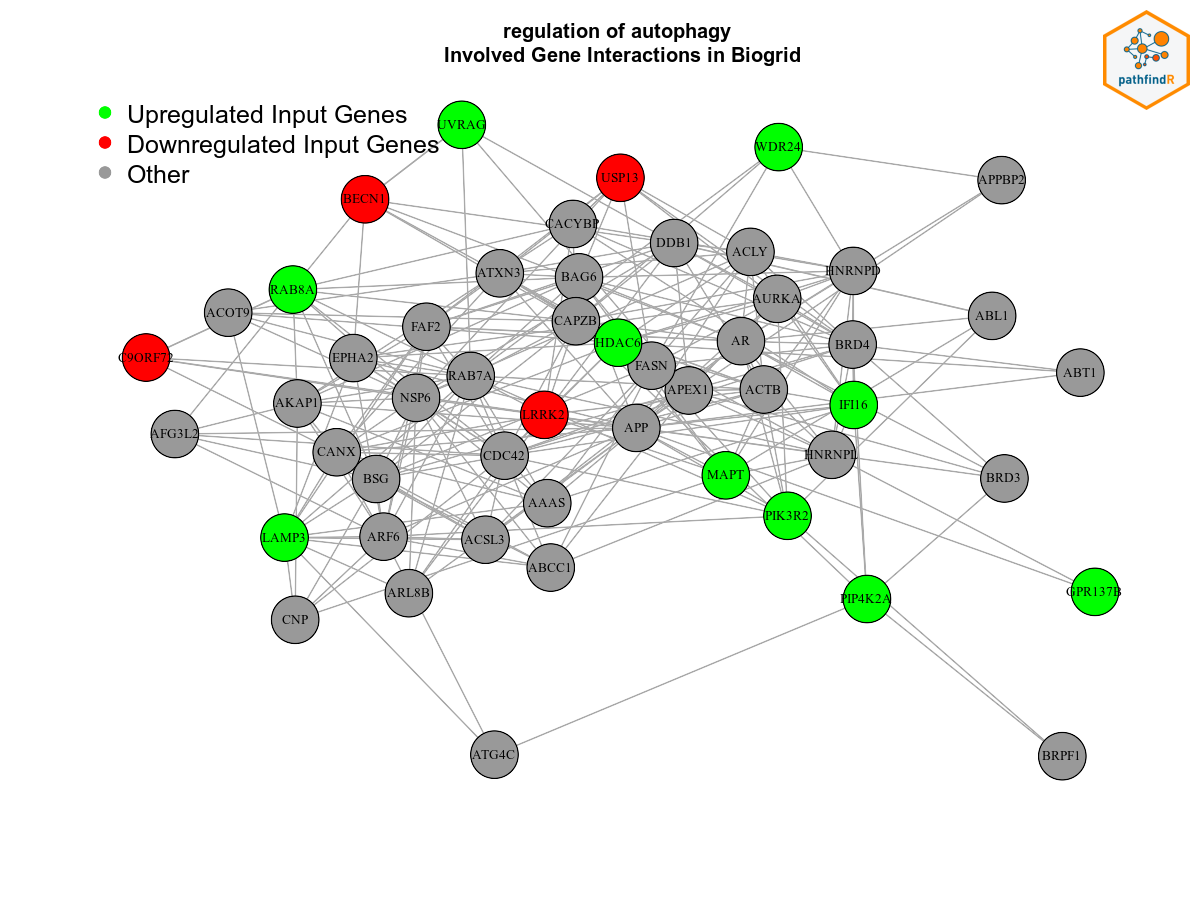 regulation of autophagy
Involved Gene Interactions in Biogrid
pathfindR
Upregulated Input Genes
Downregulated Input Genes
Other
UVRAG
WDR24
USP13
APPBP2
BECN1
CACYBP
DDB1
ACLY
HNRNPD
ATXN3
BAG6
RAB8A
AURKA
ACOT9
ABL1
CAPZB
FAF2
HDAC6
AR
BRD4
C9ORF72
EPHA2
FASN
ABT1
RAB7A
APEX1
ACTB
AKAP1
NSP6
IFI16
LRRK2
APP
AFG3L2
CANX
CDC42
HNRNPL
BSG
MAPT
BRD3
AAAS
PIK3R2
LAMP3
ARF6
ACSL3
ABCC1
ARL8B
PIP4K2A
GPR137B
CNP
ATG4C
BRPF1